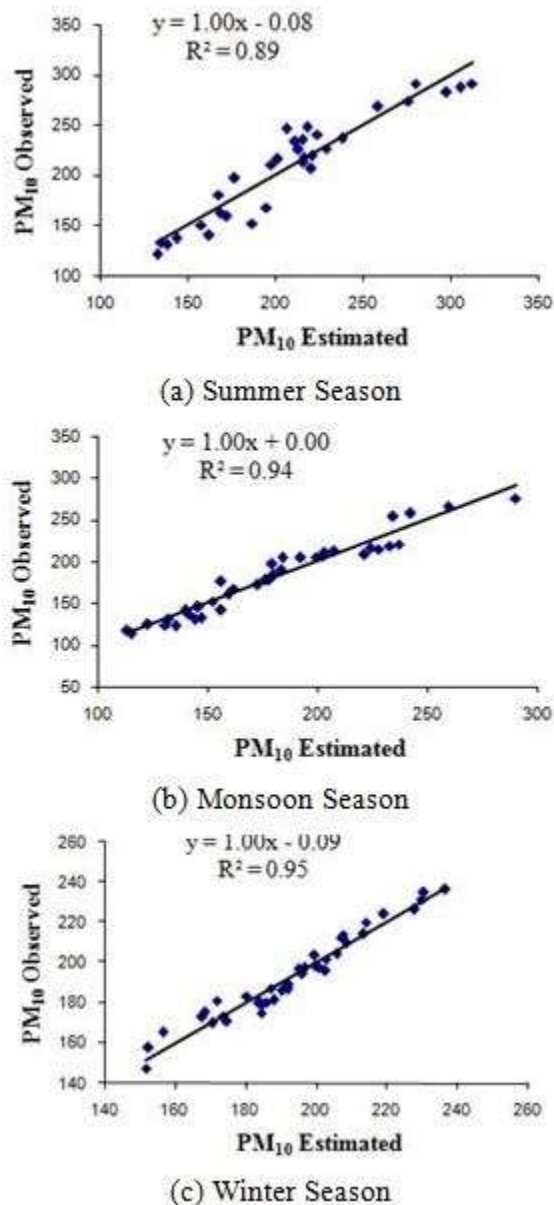 y = 1.00x - 0.08
R² = 0.89
350
300
250
200
150
100
PM₁₀ Observed
100 150 200 250 300 350
PM₁₀ Estimated
(a) Summer Season
y = 1.00x + 0.00
R² = 0.94
350
300
250
200
150
100
50
PM₁₀ Observed
100 150 200 250 300
PM₁₀ Estimated
(b) Monsoon Season
y = 1.00x - 0.09
R² = 0.95
260
240
220
200
180
160
140
PM₁₀ Observed
140 160 180 200 220 240 260
PM₁₀ Estimated
(c) Winter Season